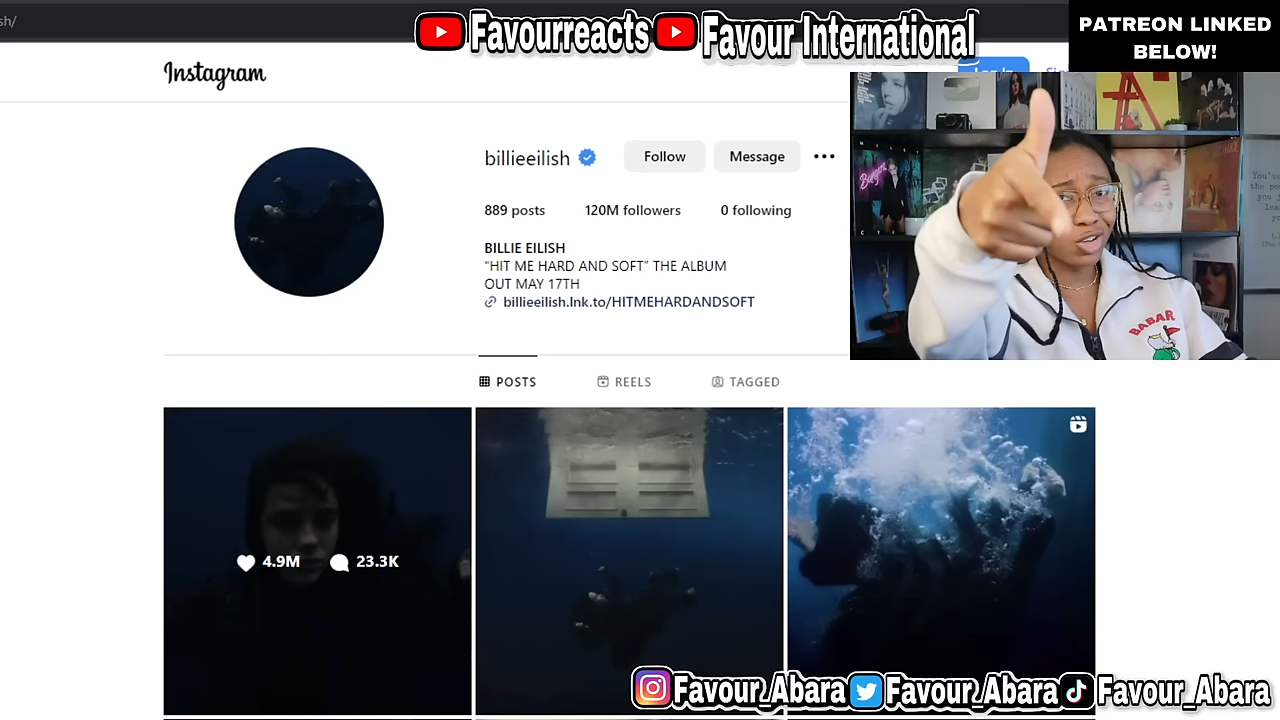 sh/
Favourreacts Favour International
PATREON LINKED
BELOW!
Instagram
billieeilish
Follow
Message
889 posts
120M followers
0 following
BILLIE EILISH
"HIT ME HARD AND SOFT" THE ALBUM
OUT MAY 17TH
billieeilish.lnk.to/HITMEHARDANDSOFT
BABAR
POSTS
REELS
TAGGED
4.9M
23.3K
Favour_Abara Favour_Abara Favour_Abara